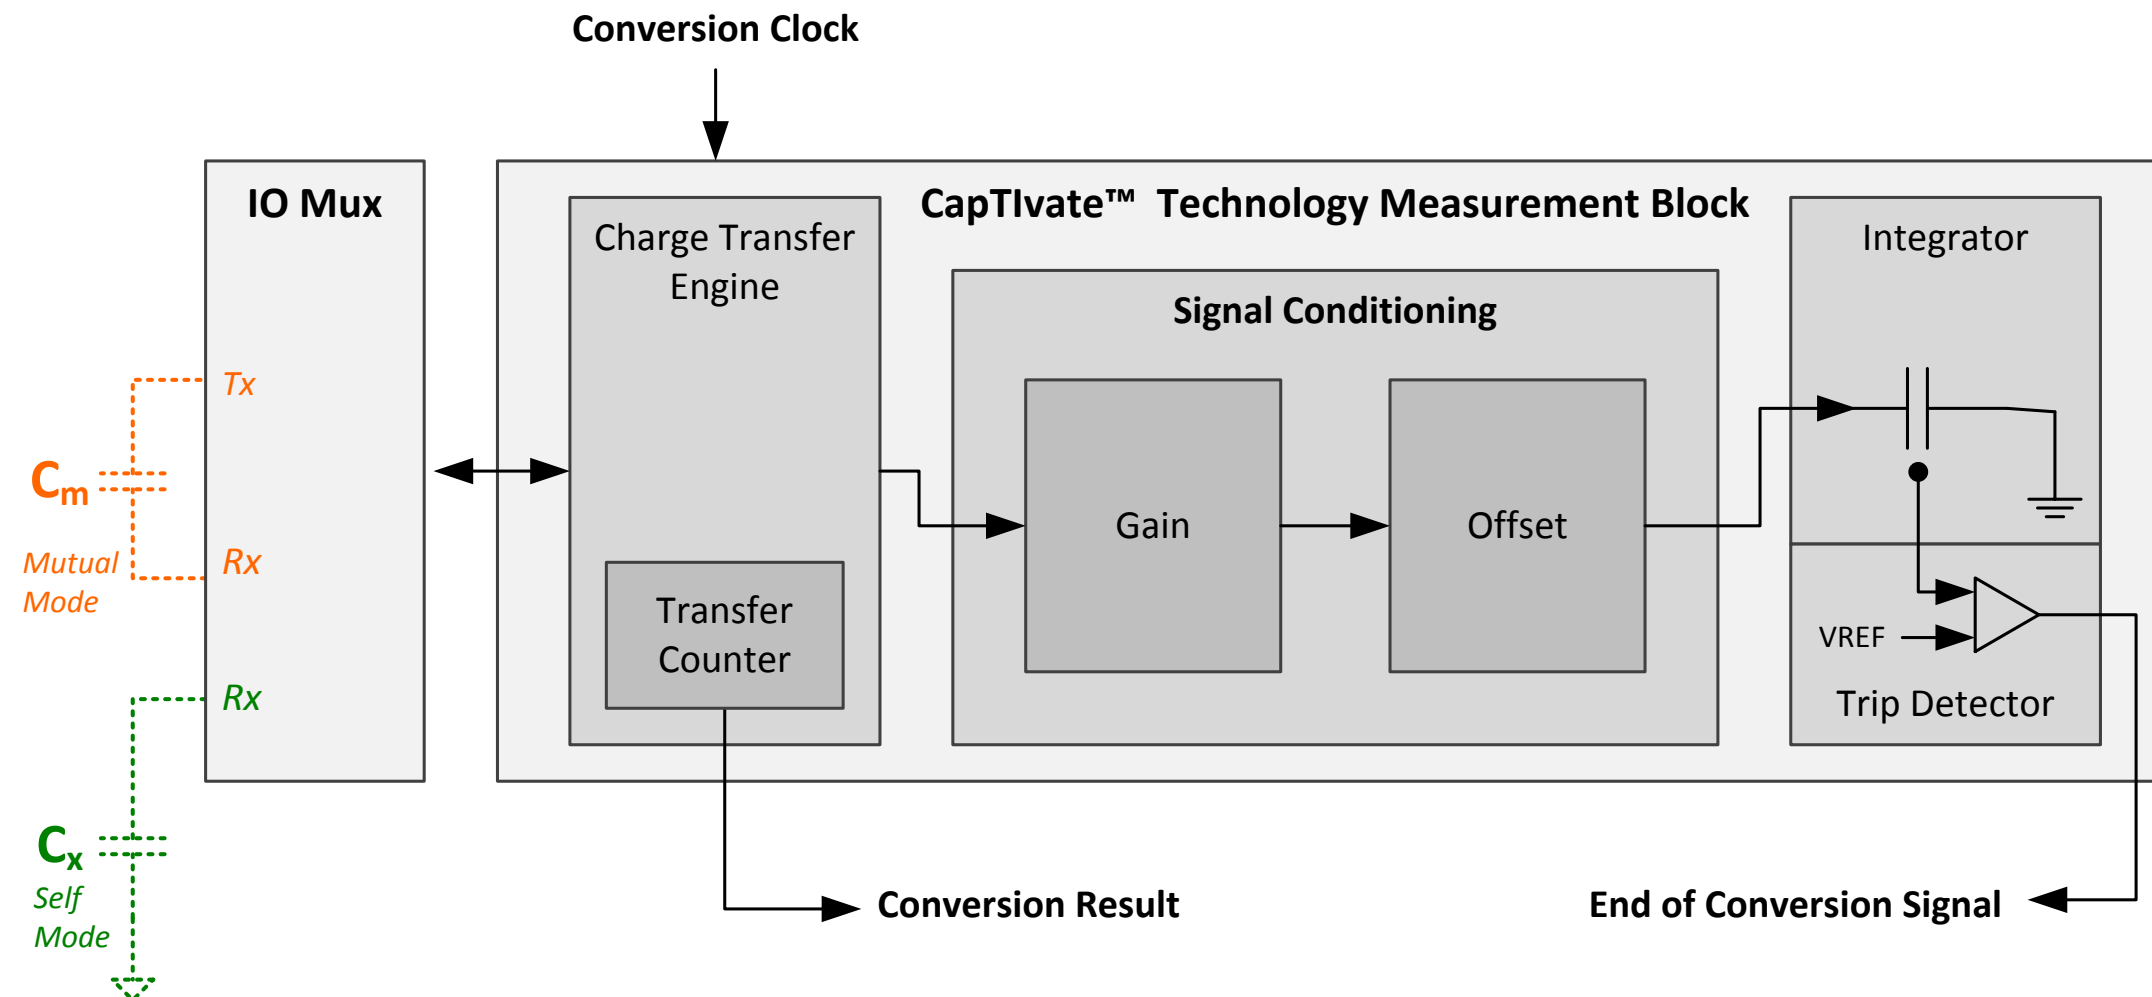 Conversion Clock
IO Mux
CapTIvate™ Technology Measurement Block
Charge Transfer
Engine
Integrator
Signal Conditioning
Tx
Cm
Mutual
Mode
Rx
Gain
Offset
Transfer
Counter
VREF
Rx
Trip Detector
Cx
Self
Mode
Conversion Result
End of Conversion Signal